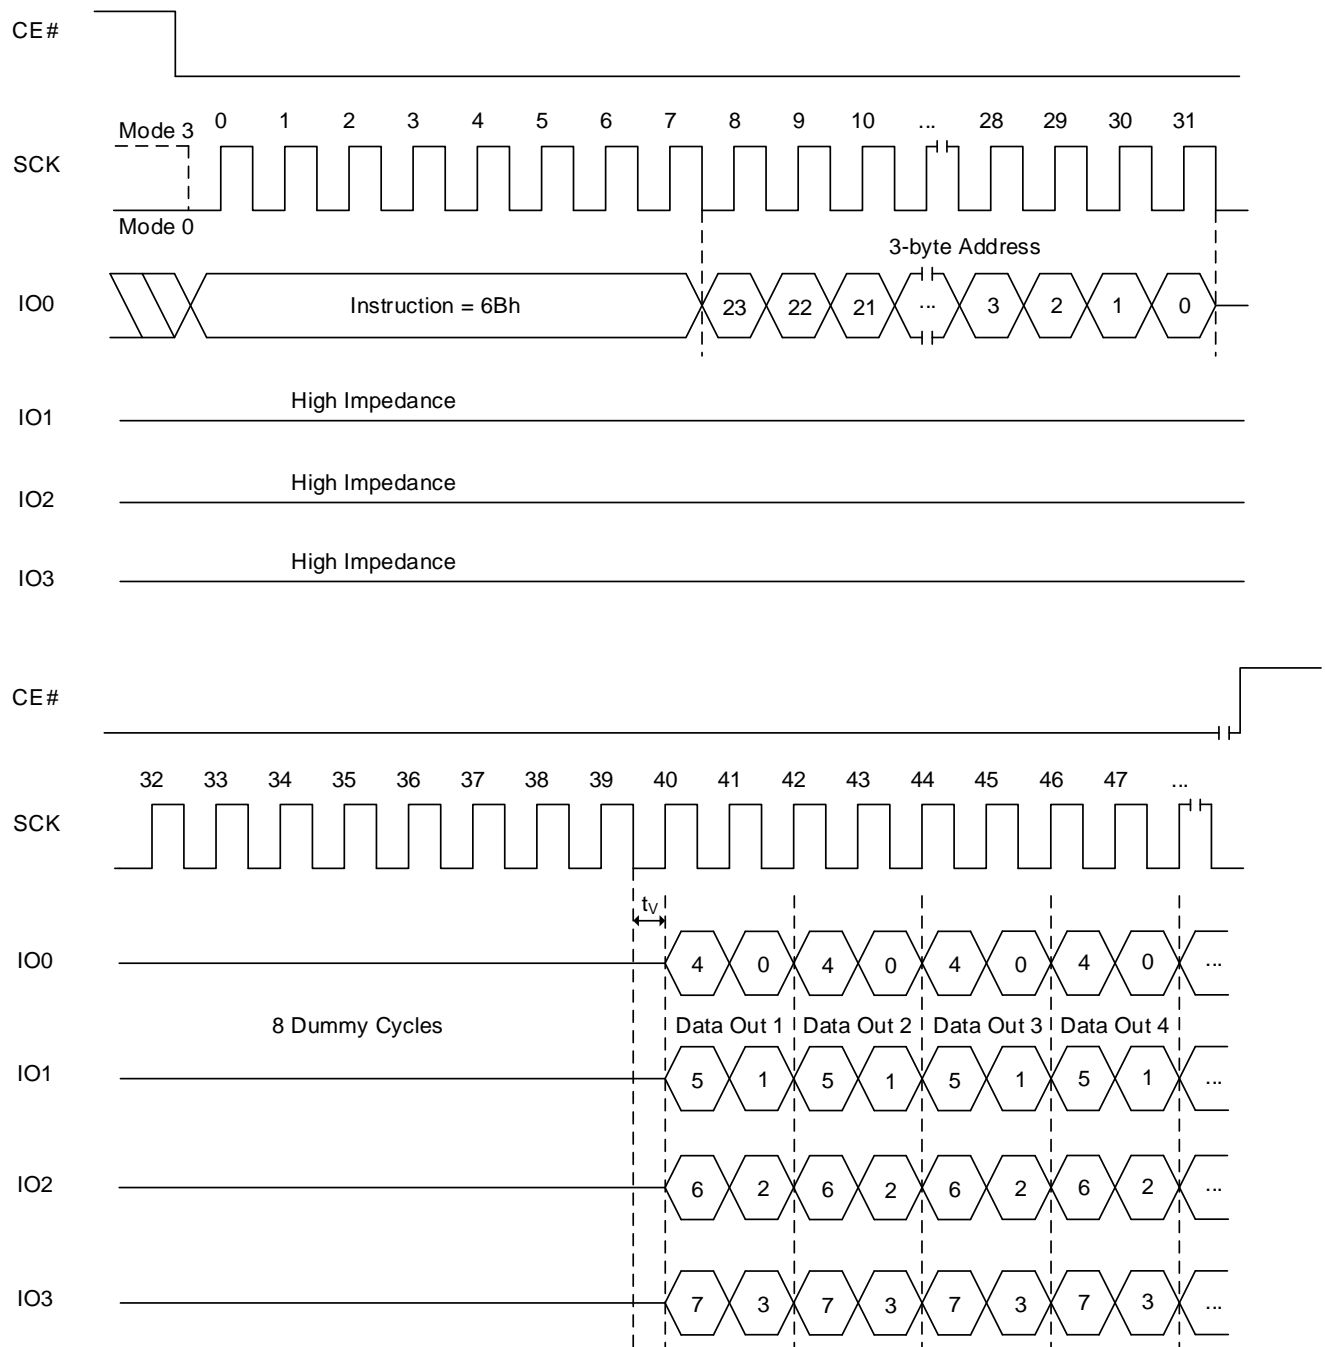 CE#
Mode 3 0 1 2 3 4 5 6 7 8 9 10 ... 28 29 30 31
SCK
Mode 0
3-byte Address
IO0 Instruction = 6Bh 23 22 21 ... 3 2 1 0
High Impedance
IO1
High Impedance
IO2
High Impedance
IO3
CE#
32 33 34 35 36 37 38 39 40 41 42 43 44 45 46 47 ...
SCK
tV
IO0 4 0 4 0 4 0 4 0 ...
8 Dummy Cycles Data Out 1 Data Out 2 Data Out 3 Data Out 4
IO1 5 1 5 1 5 1 5 1 ...
IO2 6 2 6 2 6 2 6 2 ...
IO3 7 3 7 3 7 3 7 3 ...